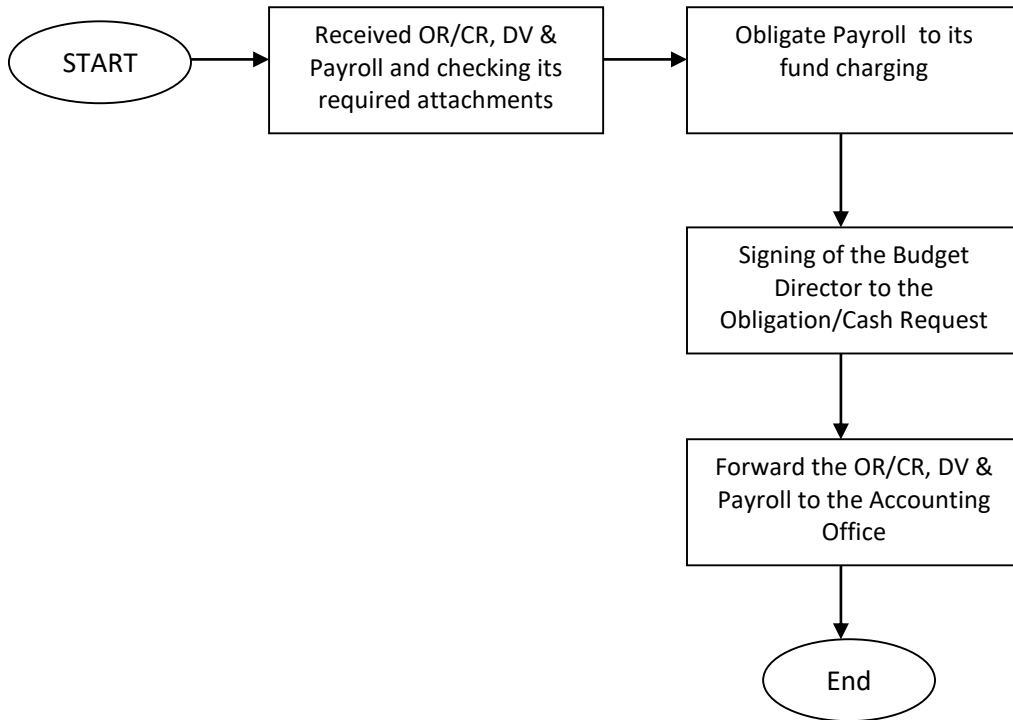 START
Received OR/CR, DV &
Payroll and checking its
required attachments
Obligate Payroll to its
fund charging
Signing of the Budget
Director to the
Obligation/Cash Request
Forward the OR/CR, DV &
Payroll to the Accounting
Office
End